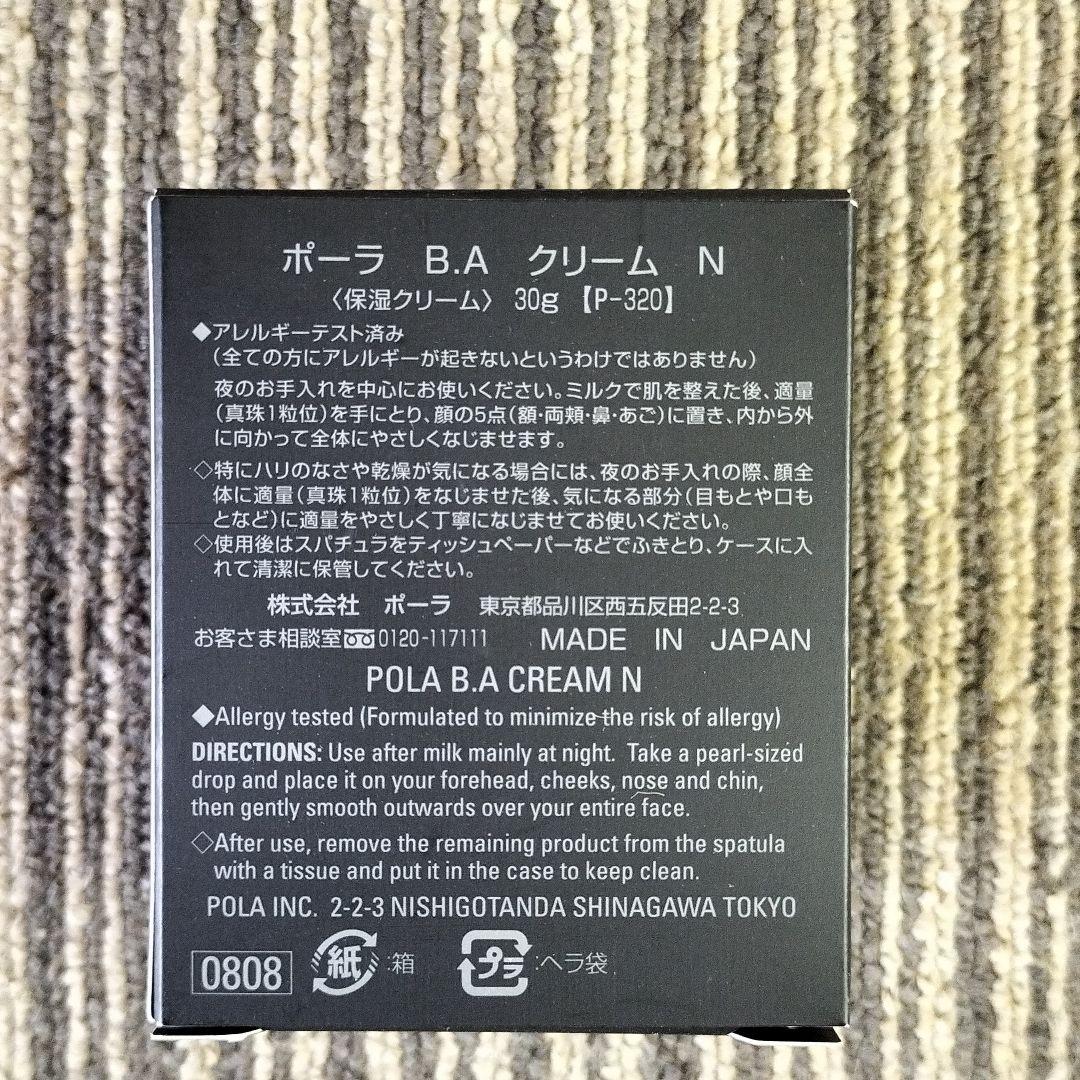 ポーラ B.A クリーム N
〈保湿クリーム〉 30g 【P-320】
◆アレルギーテスト済み
(全ての方にアレルギーが起きないというわけではありません)
夜のお手入れを中心にお使いください。ミルクで肌を整えた後、適量
(真珠1粒位)を手にとり、顔の5点(額・両頬・鼻・あご)に置き、内から外
に向かって全体にやさしくなじませます。
◇特にハリのなさや乾燥が気になる場合には、夜のお手入れの際、顔全
体に適量(真珠1粒位)をなじませた後、気になる部分(目もとや口も
となど)に適量をやさしく丁寧になじませてお使いください。
◇使用後はスパチュラをティッシュペーパーなどでふきとり、ケースに入
れて清潔に保管してください。
株式会社 ポーラ 東京都品川区西五反田2-2-3
お客さま相談室 0120-117111 MADE IN JAPAN
POLA B.A CREAM N
◆Allergy tested (Formulated to minimize the risk of allergy)
DIRECTIONS: Use after milk mainly at night. Take a pearl-sized
drop and place it on your forehead, cheeks, nose and chin,
then gently smooth outwards over your entire face.
◇After use, remove the remaining product from the spatula
with a tissue and put it in the case to keep clean.
POLA INC. 2-2-3 NISHIGOTANDA SHINAGAWA TOKYO
0808 紙 :箱 プラ :ヘラ袋